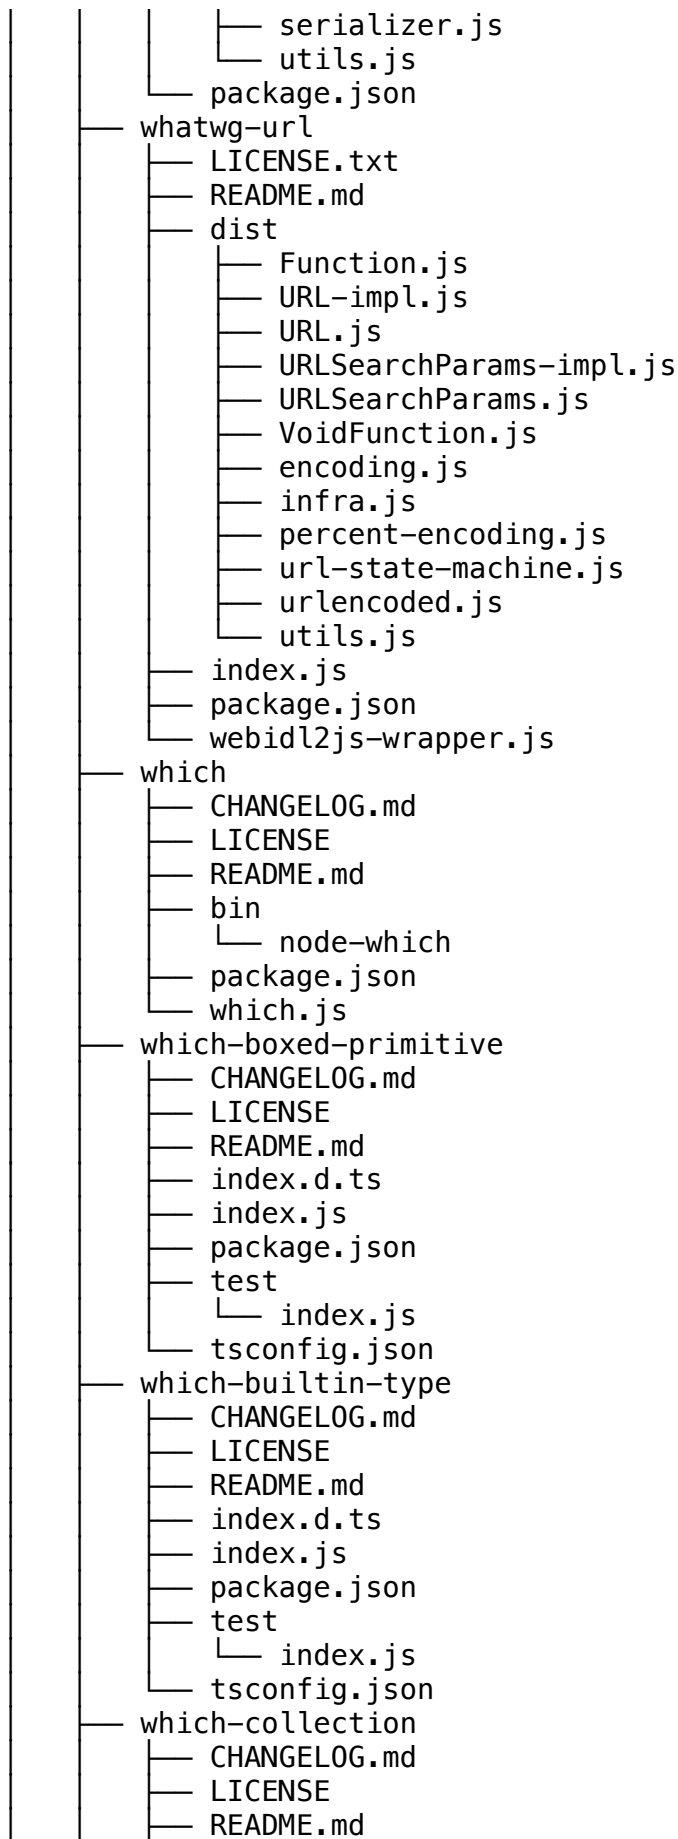 │   │   │   ├── serializer.js
│   │   │   └── utils.js
│   │   └── package.json
│   ├── whatwg-url
│   │   ├── LICENSE.txt
│   │   ├── README.md
│   │   ├── dist
│   │   │   ├── Function.js
│   │   │   ├── URL-impl.js
│   │   │   ├── URL.js
│   │   │   ├── URLSearchParams-impl.js
│   │   │   ├── URLSearchParams.js
│   │   │   ├── VoidFunction.js
│   │   │   ├── encoding.js
│   │   │   ├── infra.js
│   │   │   ├── percent-encoding.js
│   │   │   ├── url-state-machine.js
│   │   │   ├── urlencoded.js
│   │   │   └── utils.js
│   │   ├── index.js
│   │   ├── package.json
│   │   └── webidl2js-wrapper.js
│   ├── which
│   │   ├── CHANGELOG.md
│   │   ├── LICENSE
│   │   ├── README.md
│   │   ├── bin
│   │   │   └── node-which
│   │   ├── package.json
│   │   └── which.js
│   ├── which-boxed-primitive
│   │   ├── CHANGELOG.md
│   │   ├── LICENSE
│   │   ├── README.md
│   │   ├── index.d.ts
│   │   ├── index.js
│   │   ├── package.json
│   │   ├── test
│   │   │   └── index.js
│   │   └── tsconfig.json
│   ├── which-builtin-type
│   │   ├── CHANGELOG.md
│   │   ├── LICENSE
│   │   ├── README.md
│   │   ├── index.d.ts
│   │   ├── index.js
│   │   ├── package.json
│   │   ├── test
│   │   │   └── index.js
│   │   └── tsconfig.json
│   ├── which-collection
│   │   ├── CHANGELOG.md
│   │   ├── LICENSE
│   │   ├── README.md